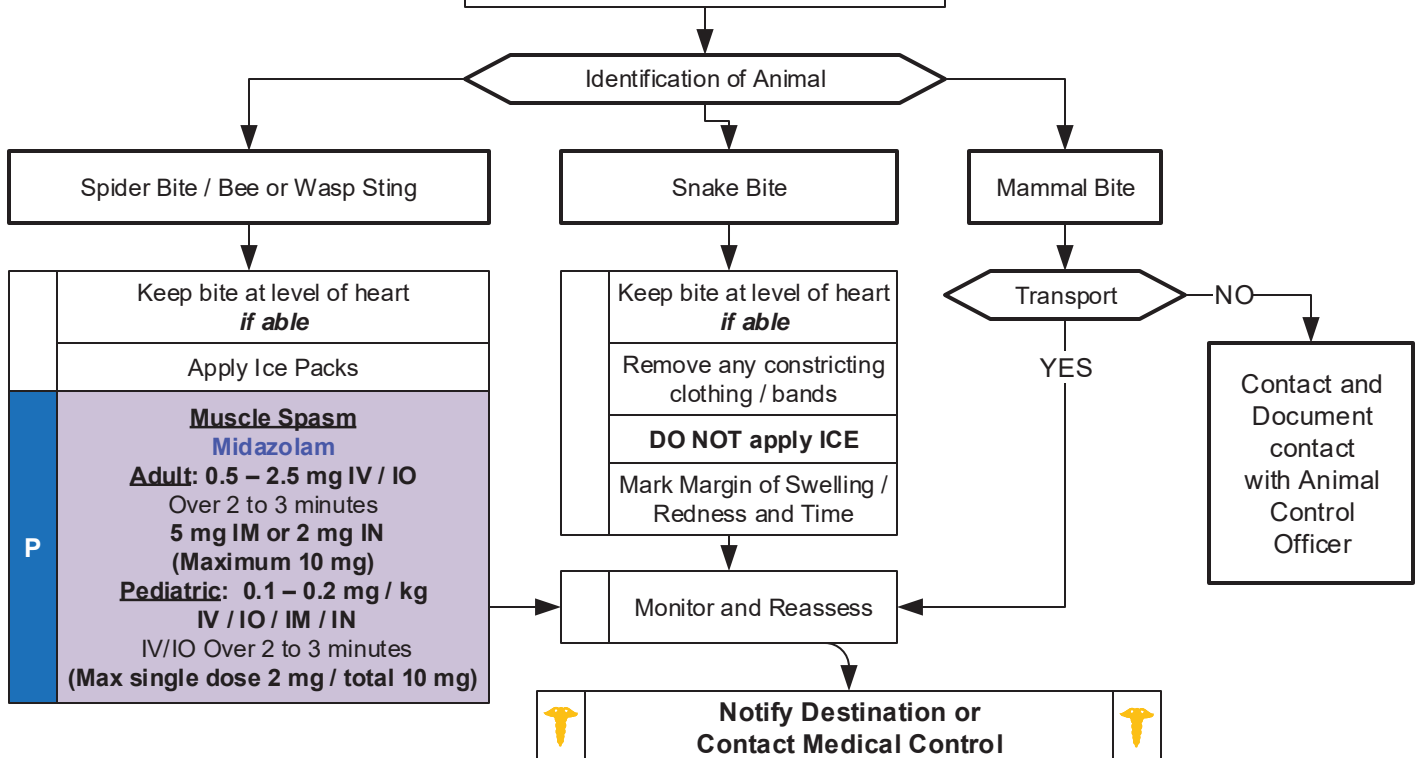 Identification of Animal
Spider Bite / Bee or Wasp Sting
Snake Bite
Mammal Bite
Keep bite at level of heart
if able
Apply Ice Packs
P
Muscle Spasm
Midazolam
Adult: 0.5 – 2.5 mg IV / IO
Over 2 to 3 minutes
5 mg IM or 2 mg IN
(Maximum 10 mg)
Pediatric: 0.1 – 0.2 mg / kg
IV / IO / IM / IN
IV/IO Over 2 to 3 minutes
(Max single dose 2 mg / total 10 mg)
Keep bite at level of heart
if able
Remove any constricting
clothing / bands
DO NOT apply ICE
Mark Margin of Swelling /
Redness and Time
Transport
NO
YES
Contact and
Document
contact
with Animal
Control
Officer
Monitor and Reassess
Notify Destination or
Contact Medical Control